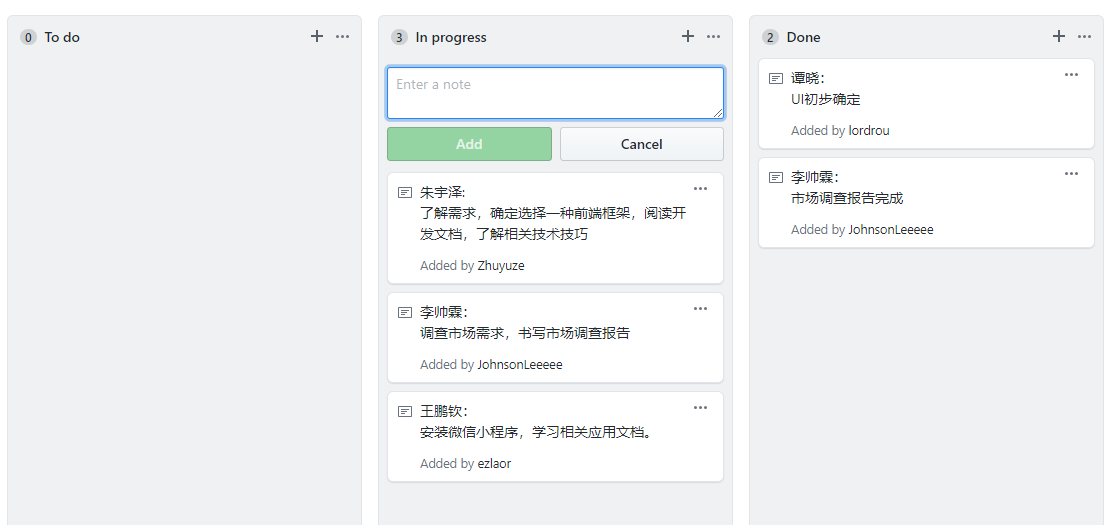 0 To do
3 In progress
Enter a note
Add Cancel
朱宇泽:
了解需求，确定选择一种前端框架，阅读开
发文档，了解相关技术技巧
Added by Zhuyuze
李帅霖：
调查市场需求，书写市场调查报告
Added by JohnsonLeeeee
王鹏钦：
安装微信小程序，学习相关应用文档。
Added by ezlaor
2 Done
谭晓：
UI初步确定
Added by lordrou
李帅霖：
市场调查报告完成
Added by JohnsonLeeeee